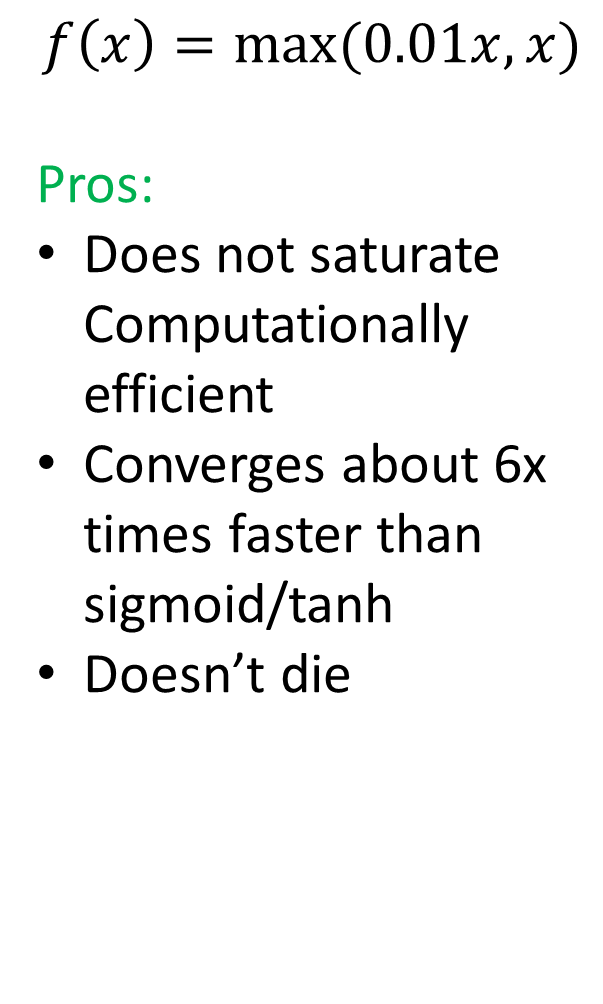 f(x) = max(0.01x, x)
Pros:
• Does not saturate
Computationally
efficient
• Converges about 6x
times faster than
sigmoid/tanh
• Doesn’t die